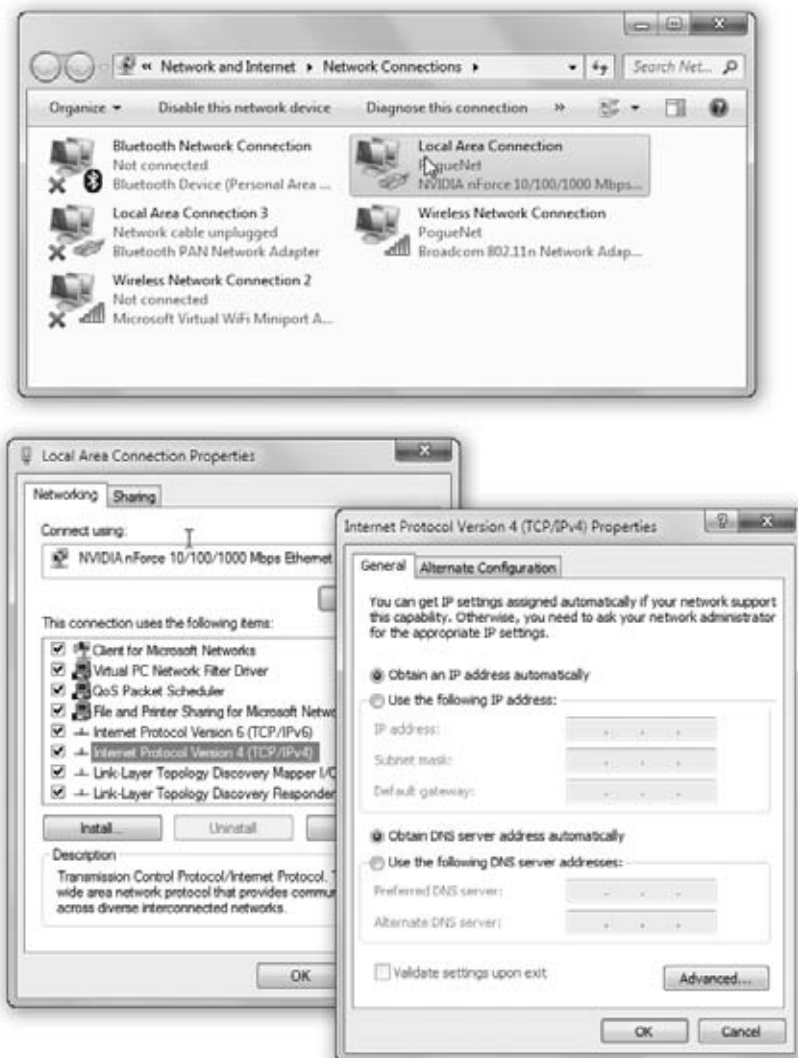 « Network and Internet ▸ Network Connections ▸
Search Net...
Organize
Disable this network device
Diagnose this connection
»
Bluetooth Network Connection
Not connected
Bluetooth Device (Personal Area ...
Local Area Connection
PogueNet
NVIDIA nForce 10/100/1000 Mbps...
Local Area Connection 3
Network cable unplugged
Bluetooth PAN Network Adapter
Wireless Network Connection
PogueNet
Broadcom 802.11n Network Adap...
Wireless Network Connection 2
Not connected
Microsoft Virtual WiFi Miniport A...
Local Area Connection Properties
Networking
Sharing
Connect using:
NVIDIA nForce 10/100/1000 Mbps Ethernet
This connection uses the following items:
Client for Microsoft Networks
Virtual PC Network Filter Driver
QoS Packet Scheduler
File and Printer Sharing for Microsoft Netwo
Internet Protocol Version 6 (TCP/IPv6)
Internet Protocol Version 4 (TCP/IPv4)
Link-Layer Topology Discovery Mapper I/O
Link-Layer Topology Discovery Responder
Install...
Uninstall
Description
Transmission Control Protocol/Internet Protocol.
wide area network protocol that provides commun
across diverse interconnected networks.
OK
Internet Protocol Version 4 (TCP/IPv4) Properties
General
Alternate Configuration
You can get IP settings assigned automatically if your network support
this capability. Otherwise, you need to ask your network administrator
for the appropriate IP settings.
Obtain an IP address automatically
Use the following IP address:
IP address:
Subnet mask:
Default gateway:
Obtain DNS server address automatically
Use the following DNS server addresses:
Preferred DNS server:
Alternate DNS server:
Validate settings upon exit
Advanced...
OK
Cancel